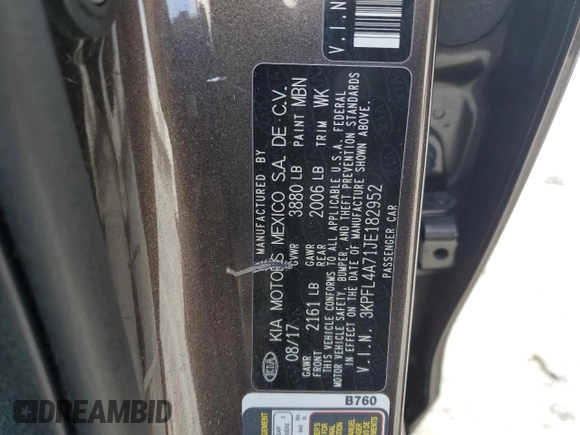 MANUFACTURED BY
KIA MOTORS MEXICO S.A. DE C.V.
08/17 GVWR 3880 LB PAINT MBN
GAWR FRONT 2161 LB GAWR REAR 2006 LB TRIM WK
THIS VEHICLE CONFORMS TO ALL APPLICABLE U.S.A. FEDERAL
MOTOR VEHICLE SAFETY, BUMPER, AND THEFT PREVENTION STANDARDS
IN EFFECT ON THE DATE OF MANUFACTURE SHOWN ABOVE.
V.I.N. 3KPFL4A71JE182952
PASSENGER CAR
KIA
V.I.N
B760
DCARHISTORY.COM